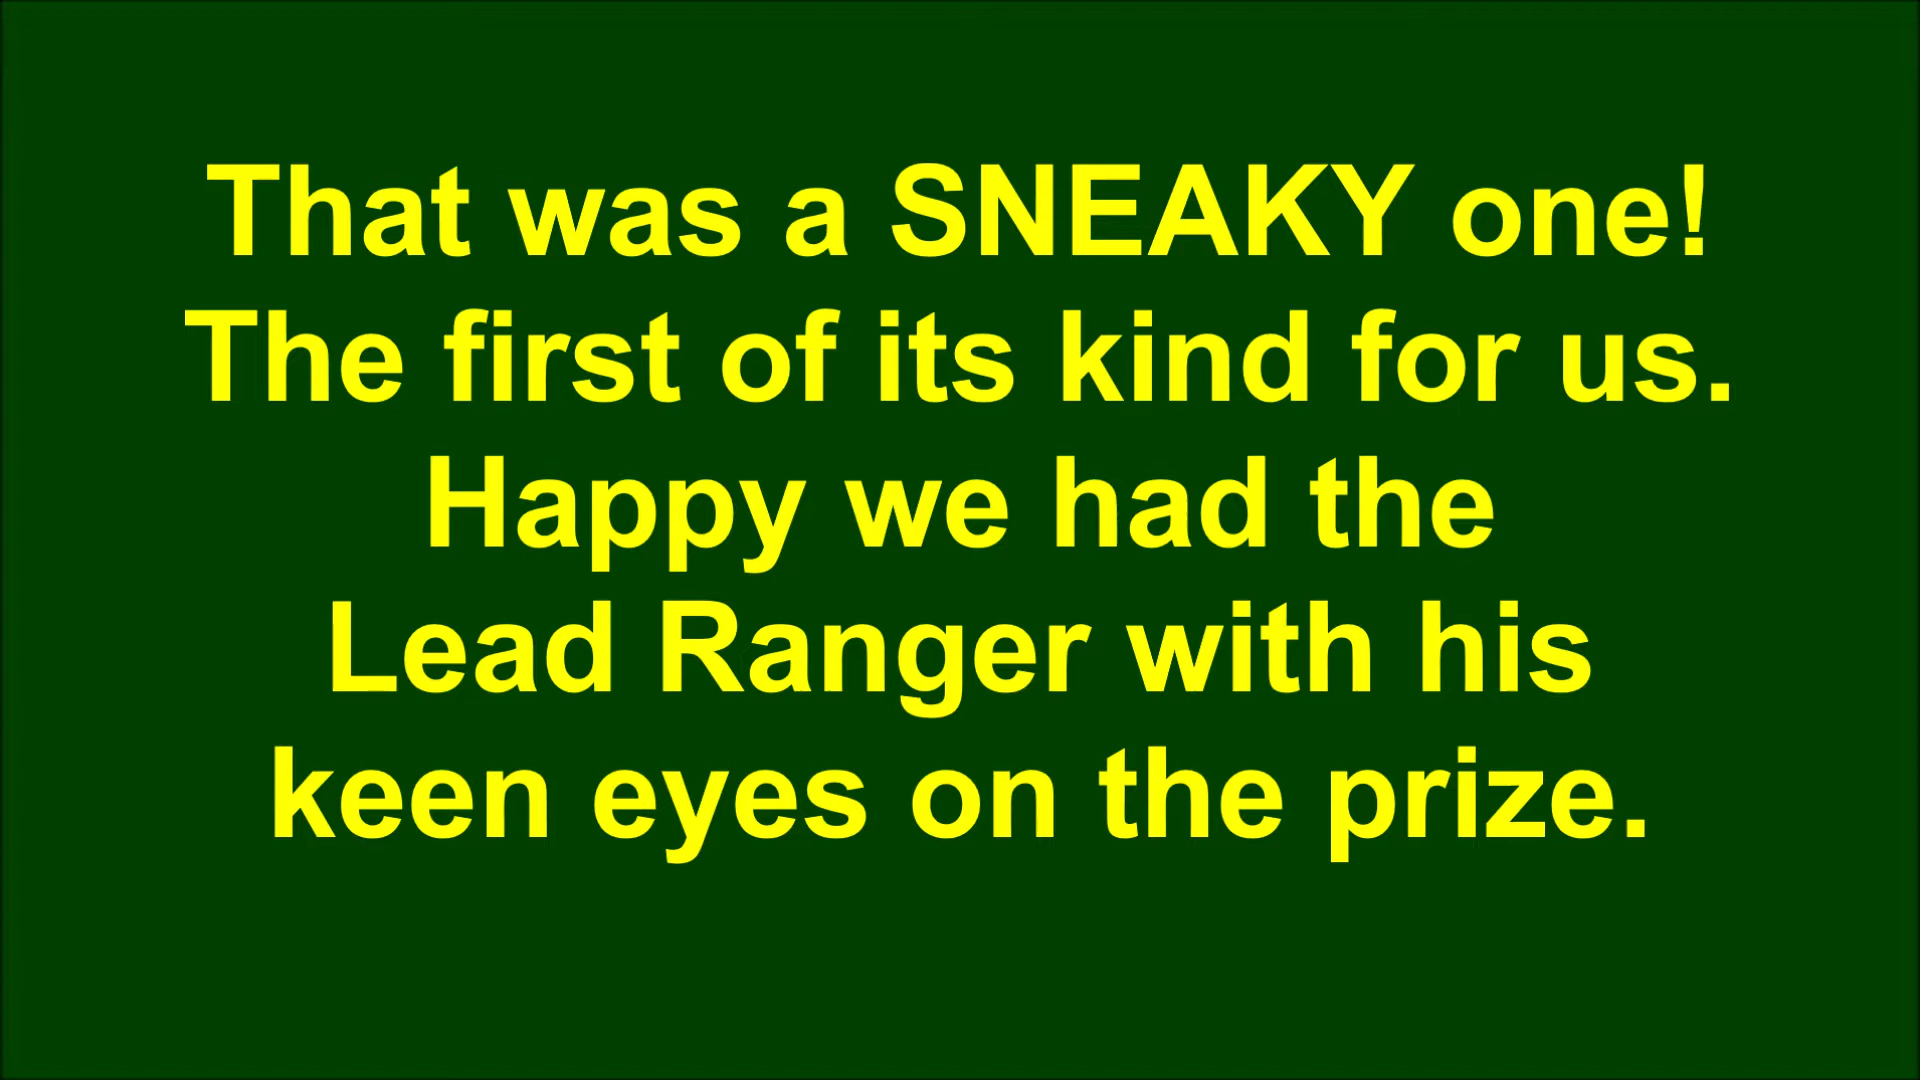 That was a SNEAKY one!
The first of its kind for us.
Happy we had the
Lead Ranger with his
keen eyes on the prize.